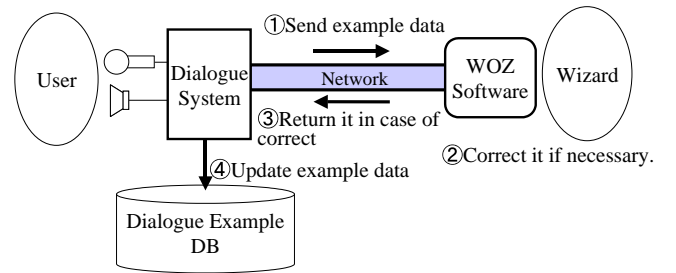 ①Send example data
User
Dialogue
System
Network
WOZ
Software
Wizard
③Return it in case of
correct
②Correct it if necessary.
④Update example data
Dialogue Example
DB